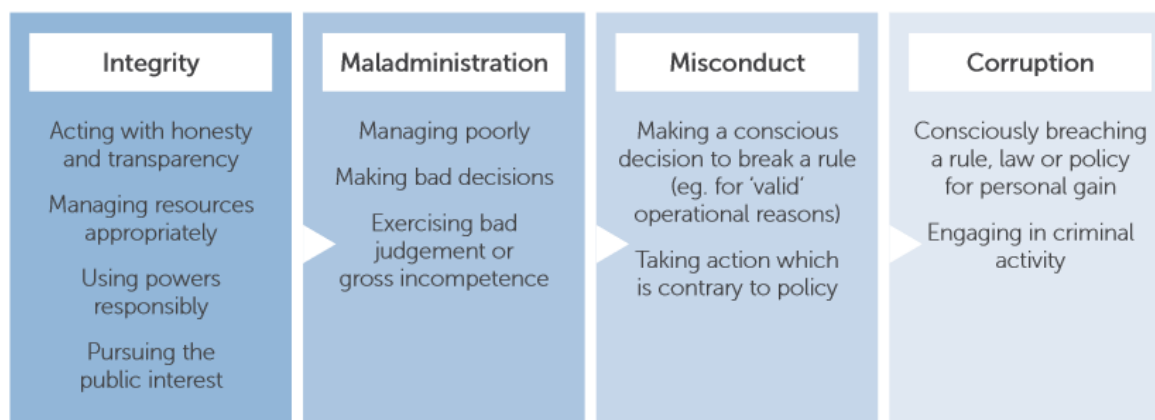 Integrity
Acting with honesty
and transparency
Managing resources
appropriately
Using powers
responsibly
Pursuing the
public interest
Maladministration
Managing poorly
Making bad decisions
Exercising bad
judgement or
gross incompetence
Misconduct
Making a conscious
decision to break a rule
(eg. for ‘valid’
operational reasons)
Taking action which
is contrary to policy
Corruption
Consciously breaching
a rule, law or policy
for personal gain
Engaging in criminal
activity